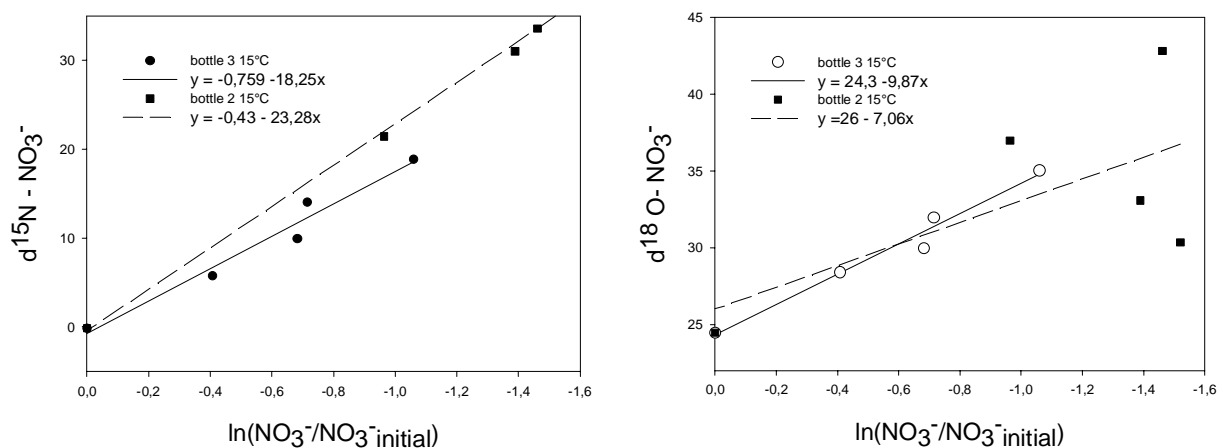 30
20
10
0
d15N - NO3-
bottle 3 15°C
y = -0,759 -18,25x
bottle 2 15°C
y = -0,43 - 23,28x
0,0 -0,2 -0,4 -0,6 -0,8 -1,0 -1,2 -1,4 -1,6
ln(NO3-/NO3-initial)
45
40
35
30
25
d18 O- NO3-
bottle 3 15°C
y = 24,3 -9,87x
bottle 2 15°C
y =26 - 7,06x
0,0 -0,2 -0,4 -0,6 -0,8 -1,0 -1,2 -1,4 -1,6
ln(NO3-/NO3-initial)